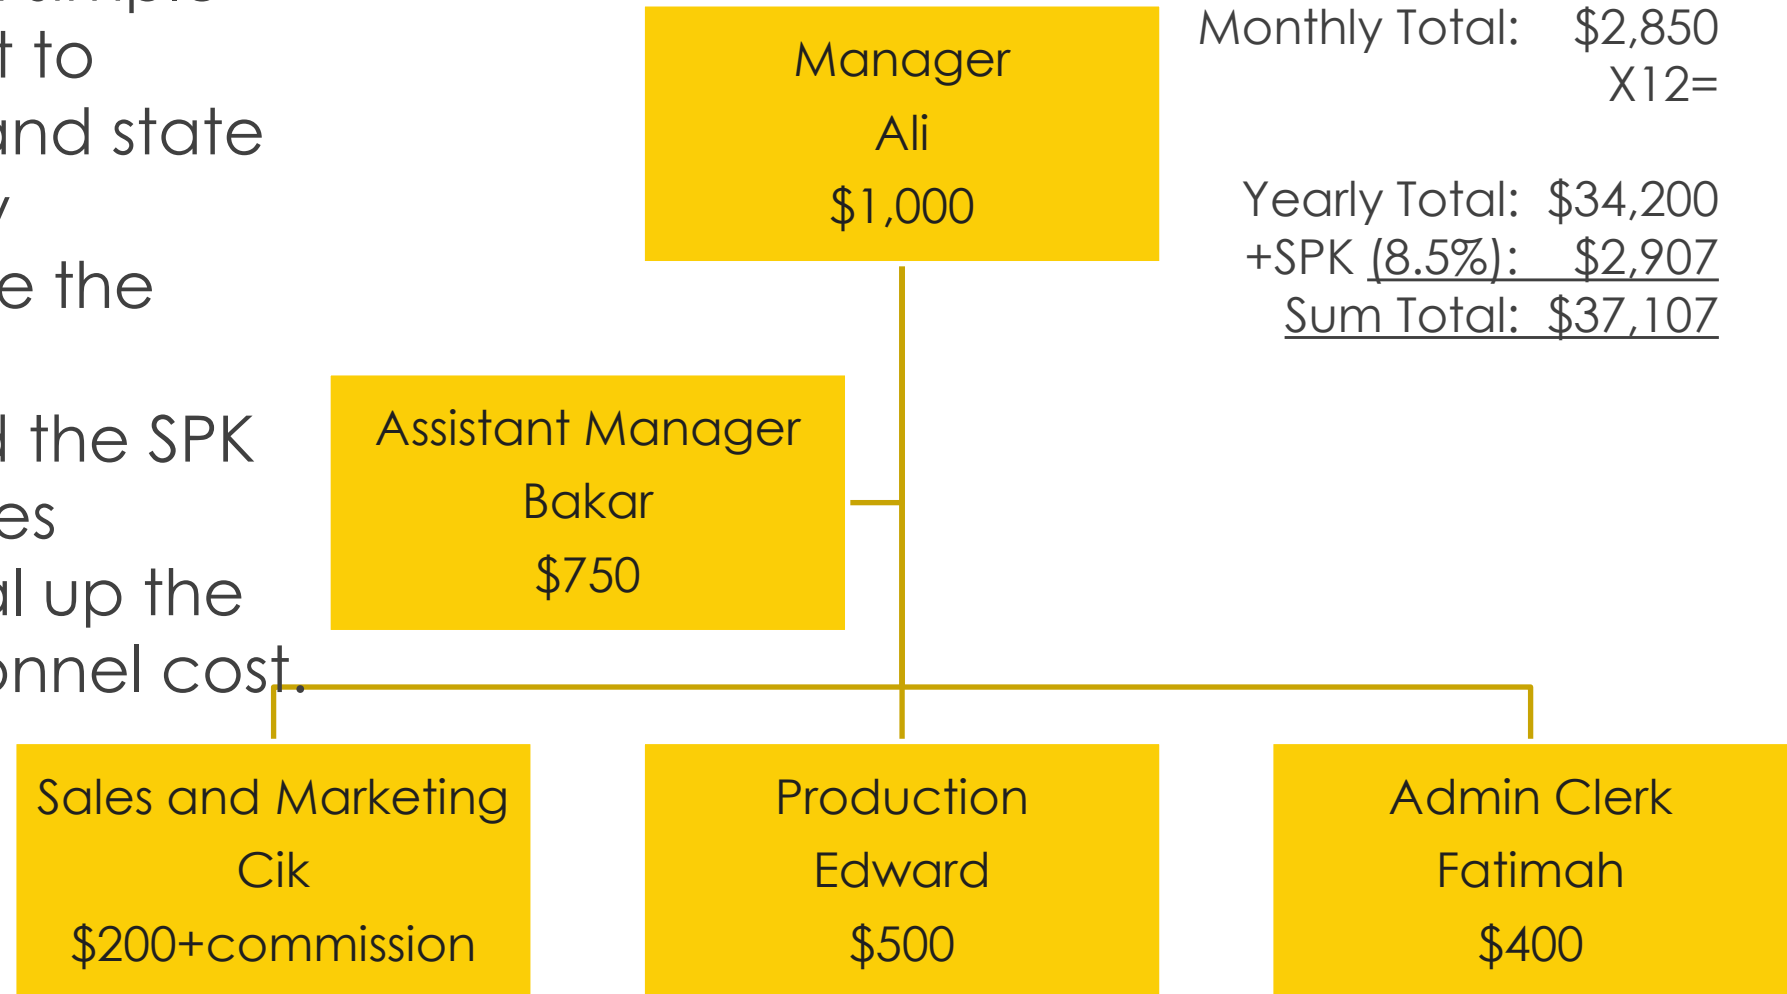 t to
and state
e the
d the SPK
es
al up the
onnel cost.
Manager
Ali
$1,000
Monthly Total: $2,850
X12=
Yearly Total: $34,200
+SPK (8.5%): $2,907
Sum Total: $37,107
Assistant Manager
Bakar
$750
Sales and Marketing
Cik
$200+commission
Production
Edward
$500
Admin Clerk
Fatimah
$400